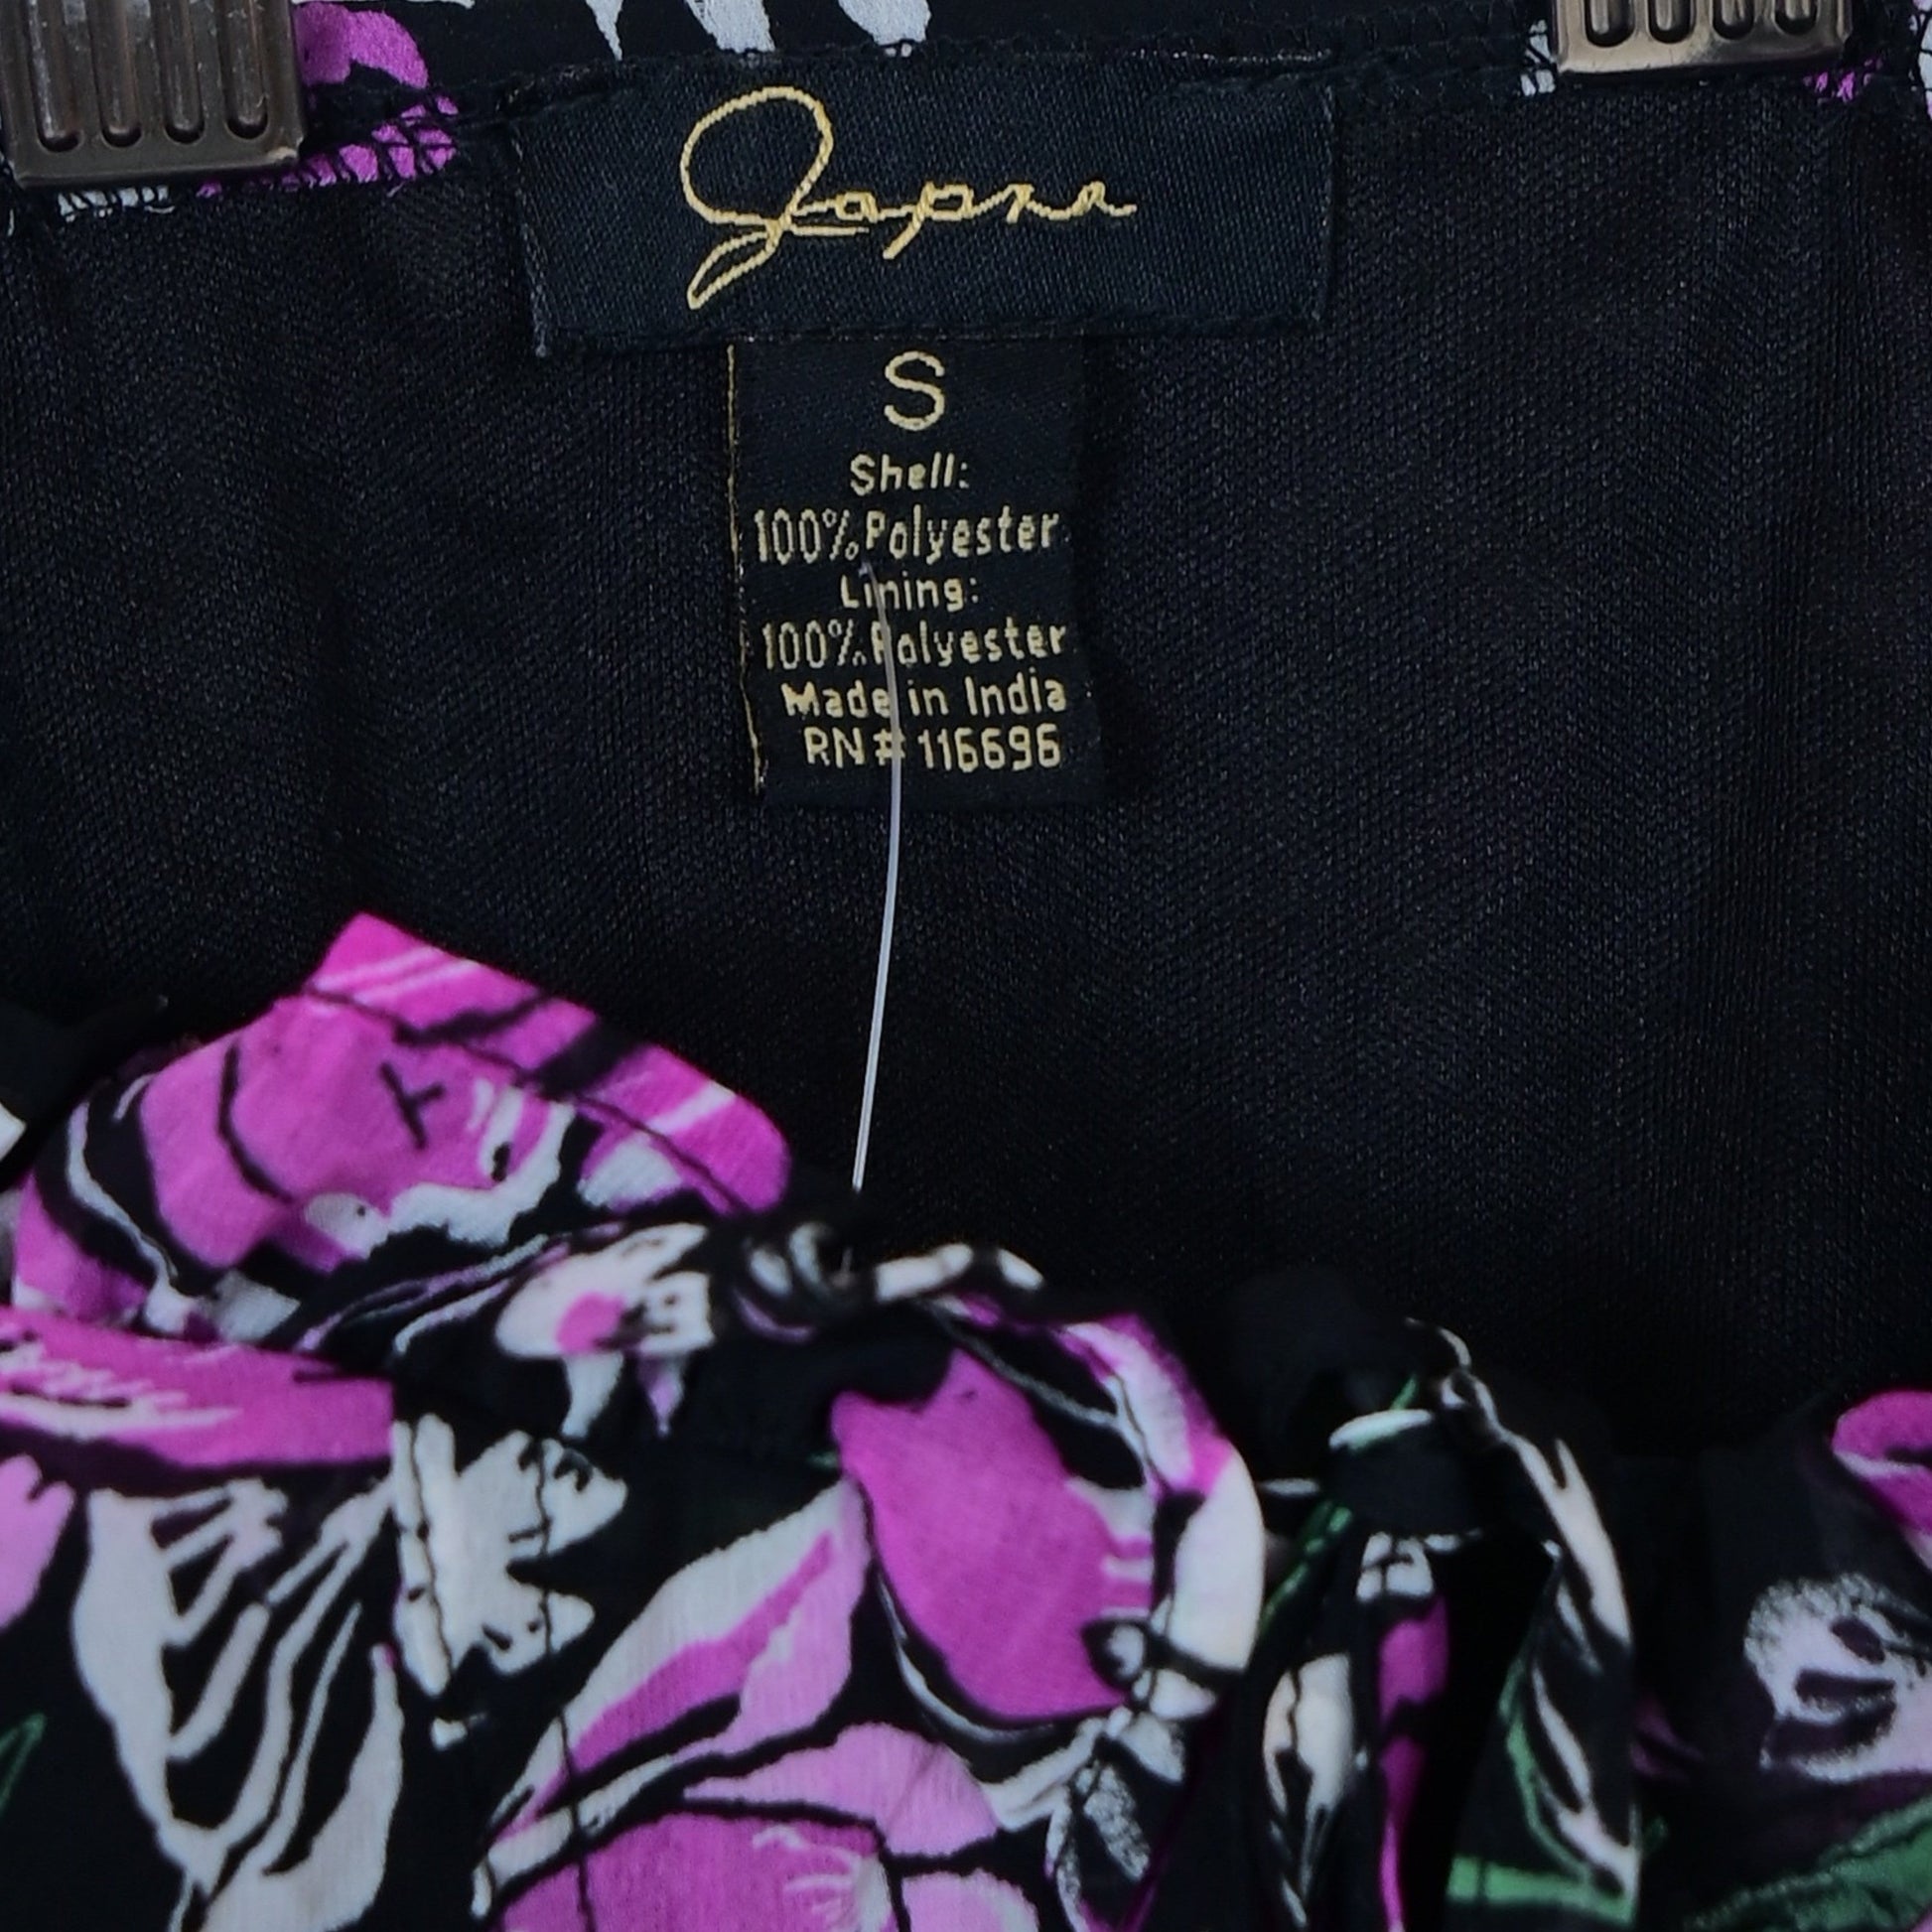 Japna
S
Shell:
100% Polyester
Lining:
100% Polyester
Made in India
RN# 116696